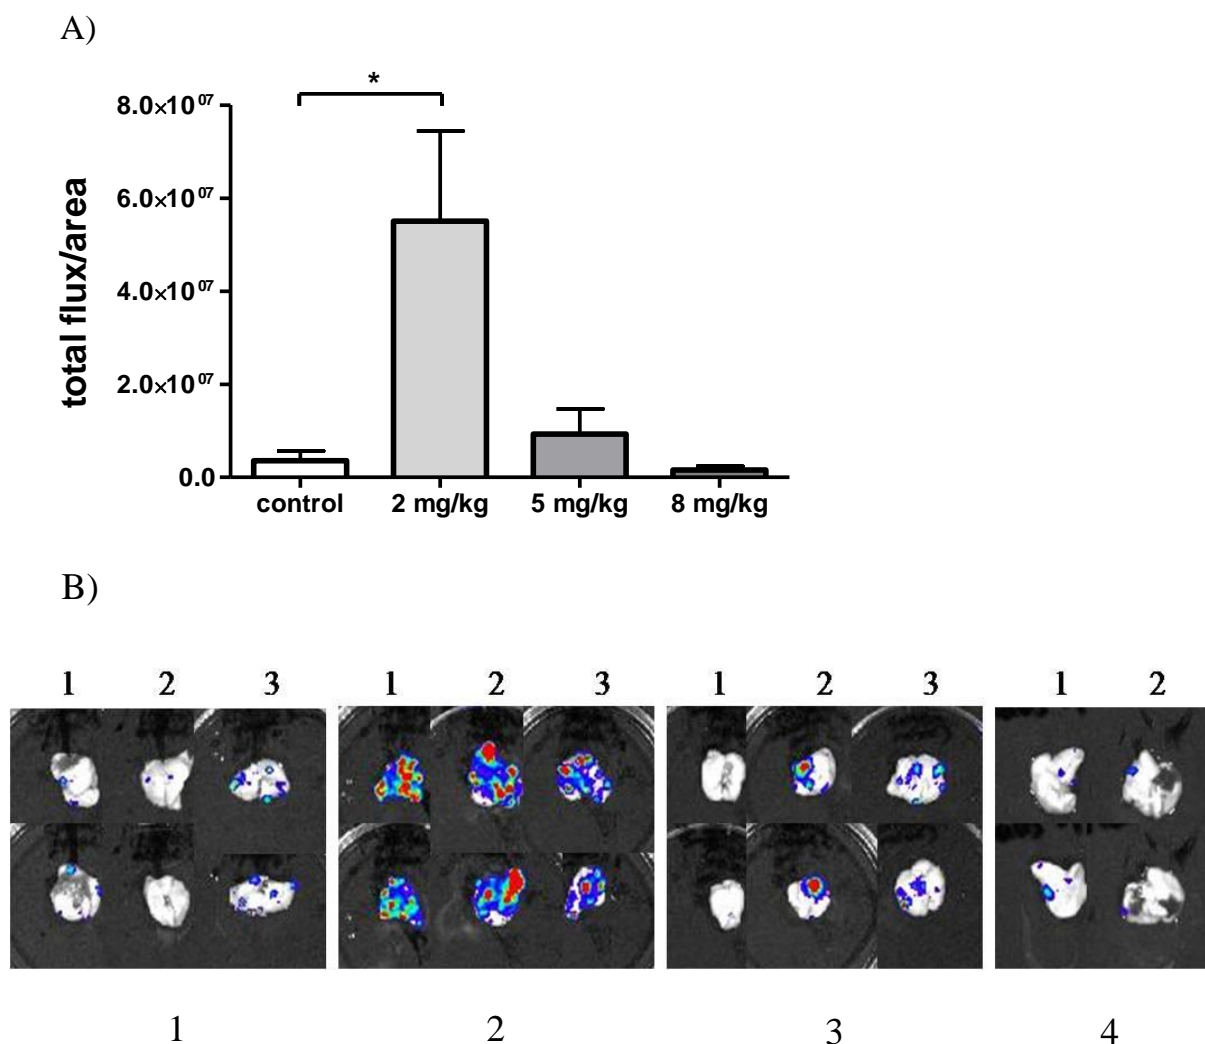 A)
*
8.0×10⁰⁷
6.0×10⁰⁷
4.0×10⁰⁷
2.0×10⁰⁷
0.0
total flux/area
control 2 mg/kg 5 mg/kg 8 mg/kg
B)
1 2 3 1 2 3 1 2 3 1 2
1 2 3 4